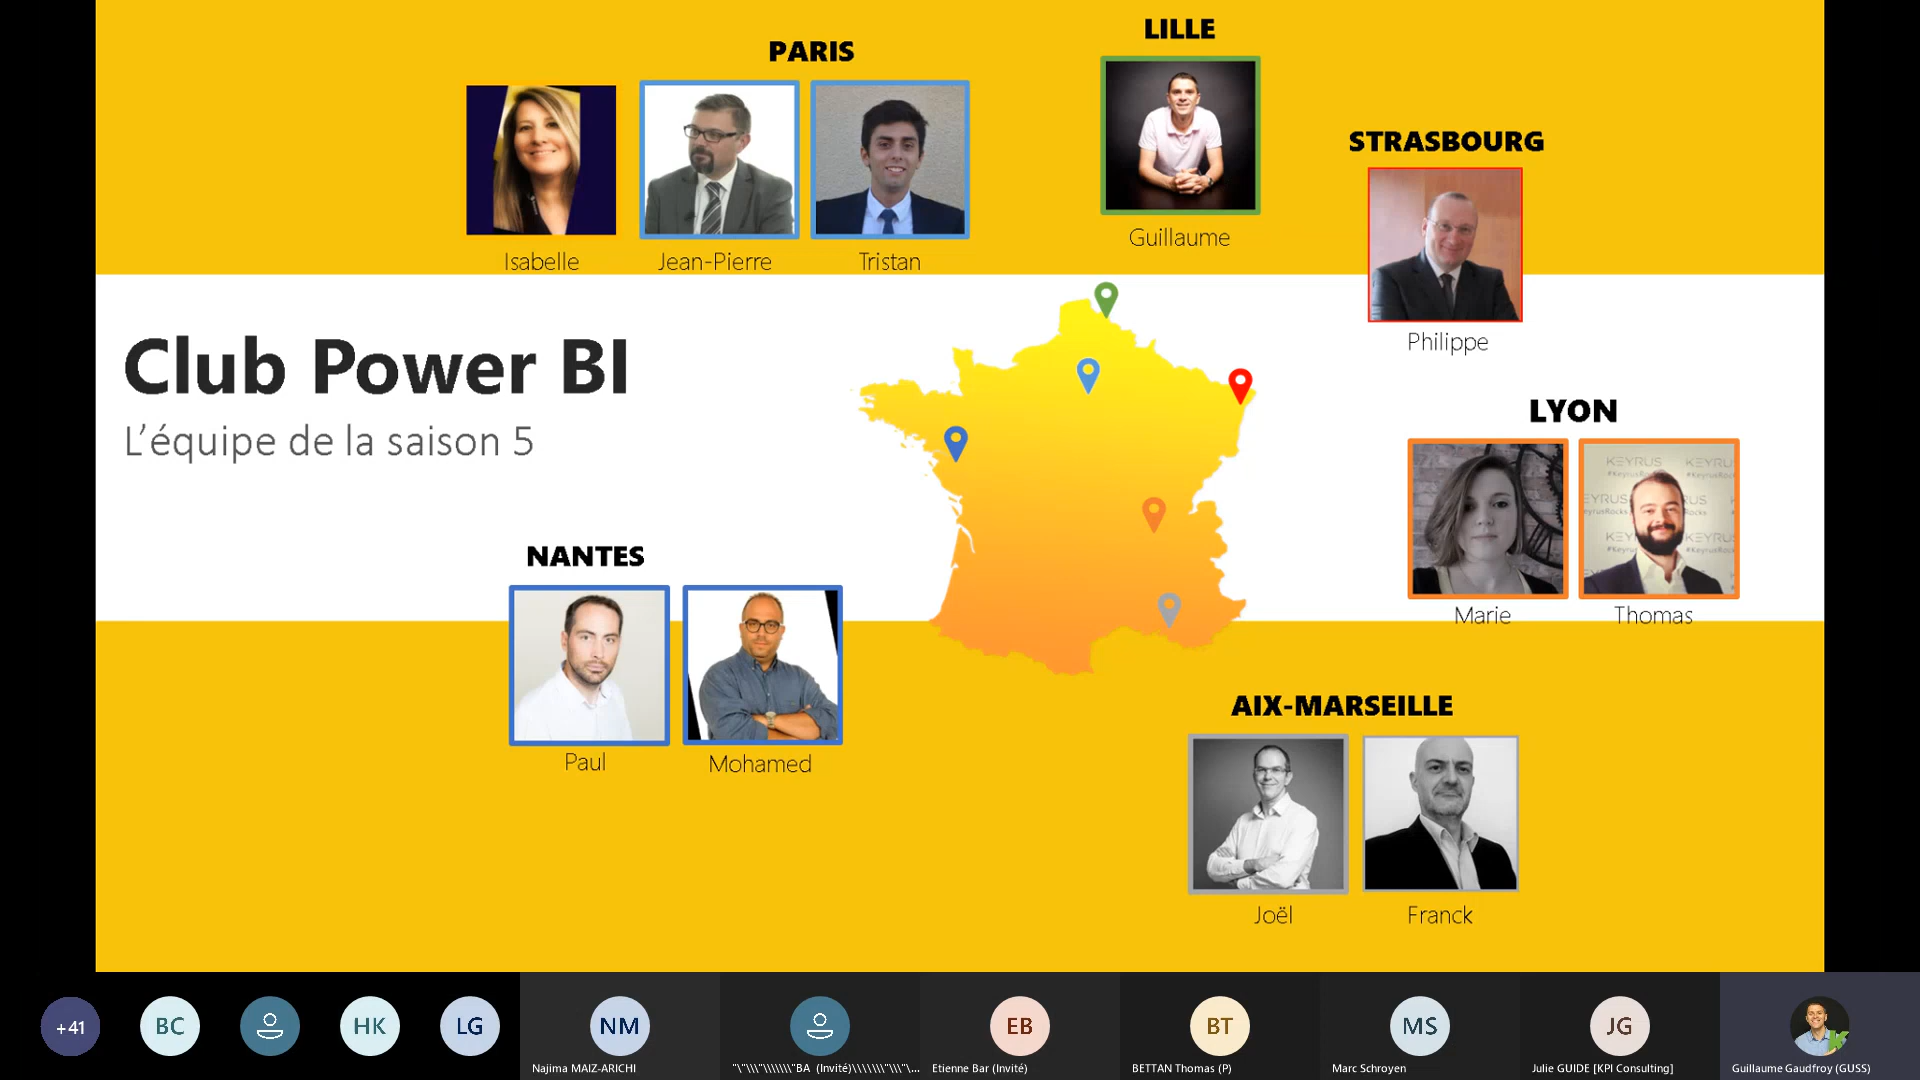 LILLE
PARIS
STRASBOURG
Guillaume
Isabelle
Jean-Pierre
Tristan
Philippe
Club Power BI
L'équipe de la saison 5
LYON
KEYRUS
#KeyrusRocks
Marie
Thomas
NANTES
Paul
Mohamed
AIX-MARSEILLE
Joël
Franck
+41
BC
HK
LG
NM
EB
BT
MS
JG
Najima MAIZ-ARICHI
"\"\\\"\\\\\\\"BA (Invité)\\\\\\\"\\\"\"...
Etienne Bar (Invité)
BETTAN Thomas (P)
Marc Schroyen
Julie GUIDE [KPI Consulting]
Guillaume Gaudfroy (GUSS)